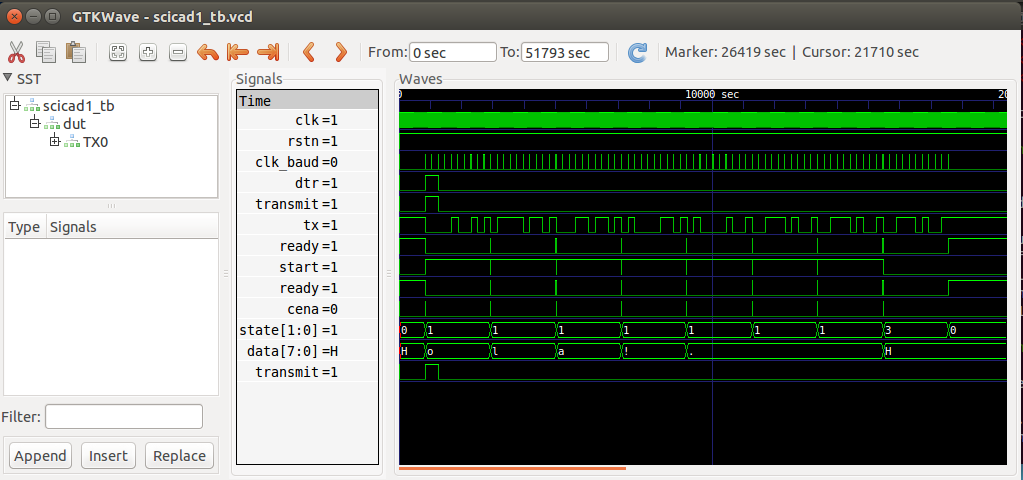 GTKWave - scicad1_tb.vcd
From: 0 sec To: 51793 sec Marker: 26419 sec | Cursor: 21710 sec
SST
scicad1_tb
dut
TX0
Type Signals
Filter:
Append Insert Replace
Signals
Time
clk =1
rstn =1
clk_baud =0
dtr =1
transmit =1
tx =1
ready =1
start =1
ready =1
cena =0
state[1:0] =1
data[7:0] =H
transmit =1
Waves
0 10000 sec 20
0 1 1 1 1 1 1 1 3 0
H o l a ! . H